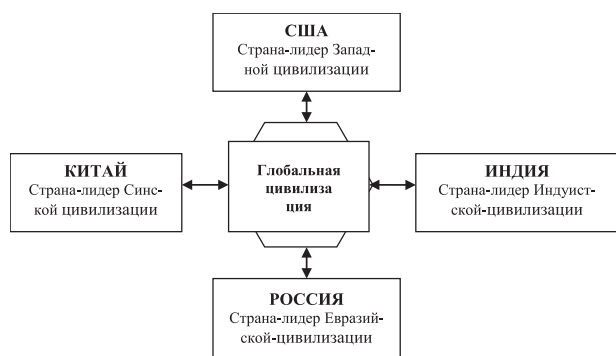 США
Страна-лидер Запад-
ной цивилизации
КИТАЙ
Страна-лидер Синс-
кой цивилизации
Глобальная
цивилиза
ция
ИНДИЯ
Страна-лидер Индуист-
ской-цивилизации
РОССИЯ
Страна-лидер Евразий-
ской-цивилизации